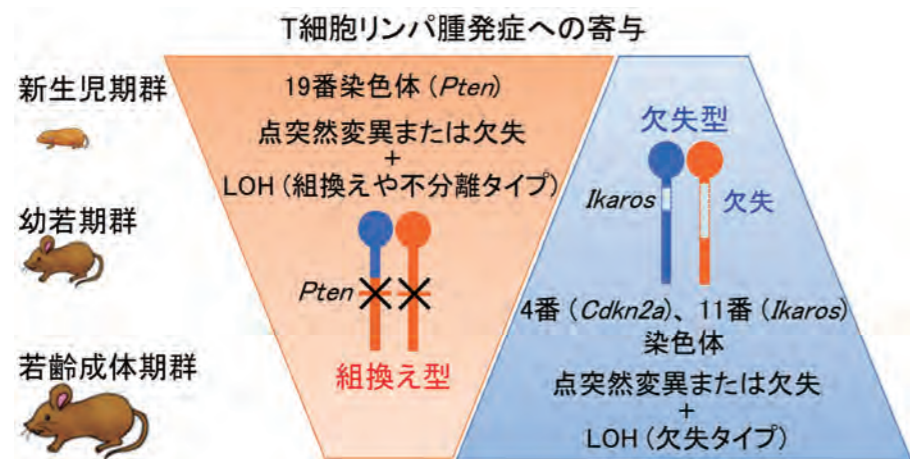 T細胞リンパ腫発症への寄与
新生児期群
幼若期群
若齢成体期群
19番染色体（Pten）
点突然変異または欠失
+
LOH（組換えや不分離タイプ）
Pten
組換え型
欠失型
Ikaros
欠失
4番（Cdkn2a）、11番（Ikaros）
染色体
点突然変異または欠失
+
LOH（欠失タイプ）